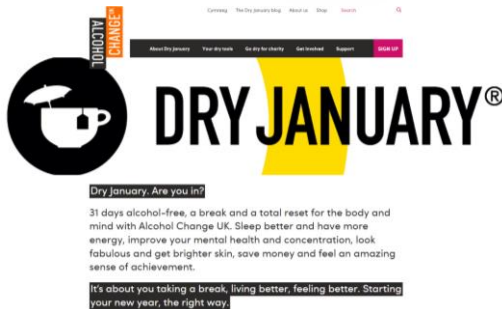 Cymraeg The Dry January blog About us Shop Search
ALCOHOL
CHANGE UK
About Dry January Your dry tools Go dry for charity Get involved Support SIGN UP
DRY JANUARY®
Dry January. Are you in?
31 days alcohol-free, a break and a total reset for the body and
mind with Alcohol Change UK. Sleep better and have more
energy, improve your mental health and concentration, look
fabulous and get brighter skin, save money and feel an amazing
sense of achievement.
It's about you taking a break, living better, feeling better. Starting
your new year, the right way.